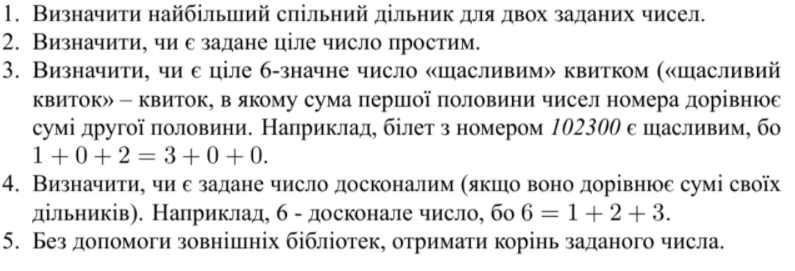 1. Визначити найбільший спільний дільник для двох заданих чисел.
2. Визначити, чи є задане ціле число простим.
3. Визначити, чи є ціле 6-значне число «щасливим» квитком («щасливий
квиток» – квиток, в якому сума першої половини чисел номера дорівнює
сумі другої половини. Наприклад, білет з номером 102300 є щасливим, бо
1 + 0 + 2 = 3 + 0 + 0.
4. Визначити, чи є задане число досконалим (якщо воно дорівнює сумі своїх
дільників). Наприклад, 6 - досконале число, бо 6 = 1 + 2 + 3.
5. Без допомоги зовнішніх бібліотек, отримати корінь заданого числа.